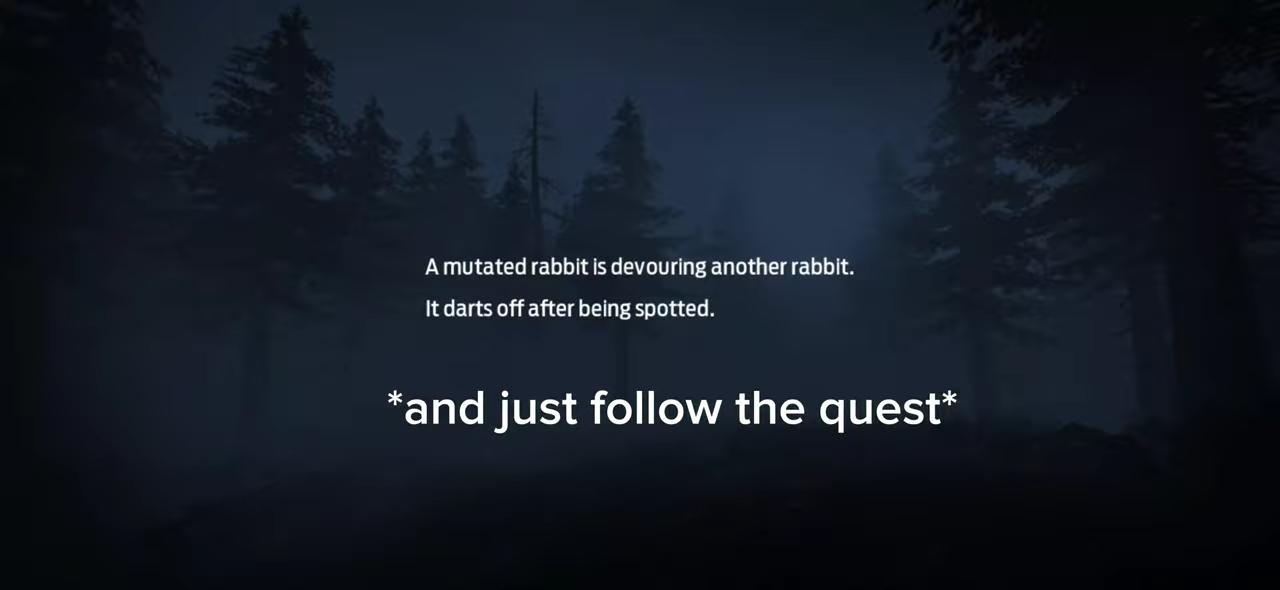 A mutated rabbit is devouring another rabbit.
It darts off after being spotted.
*and just follow the quest*